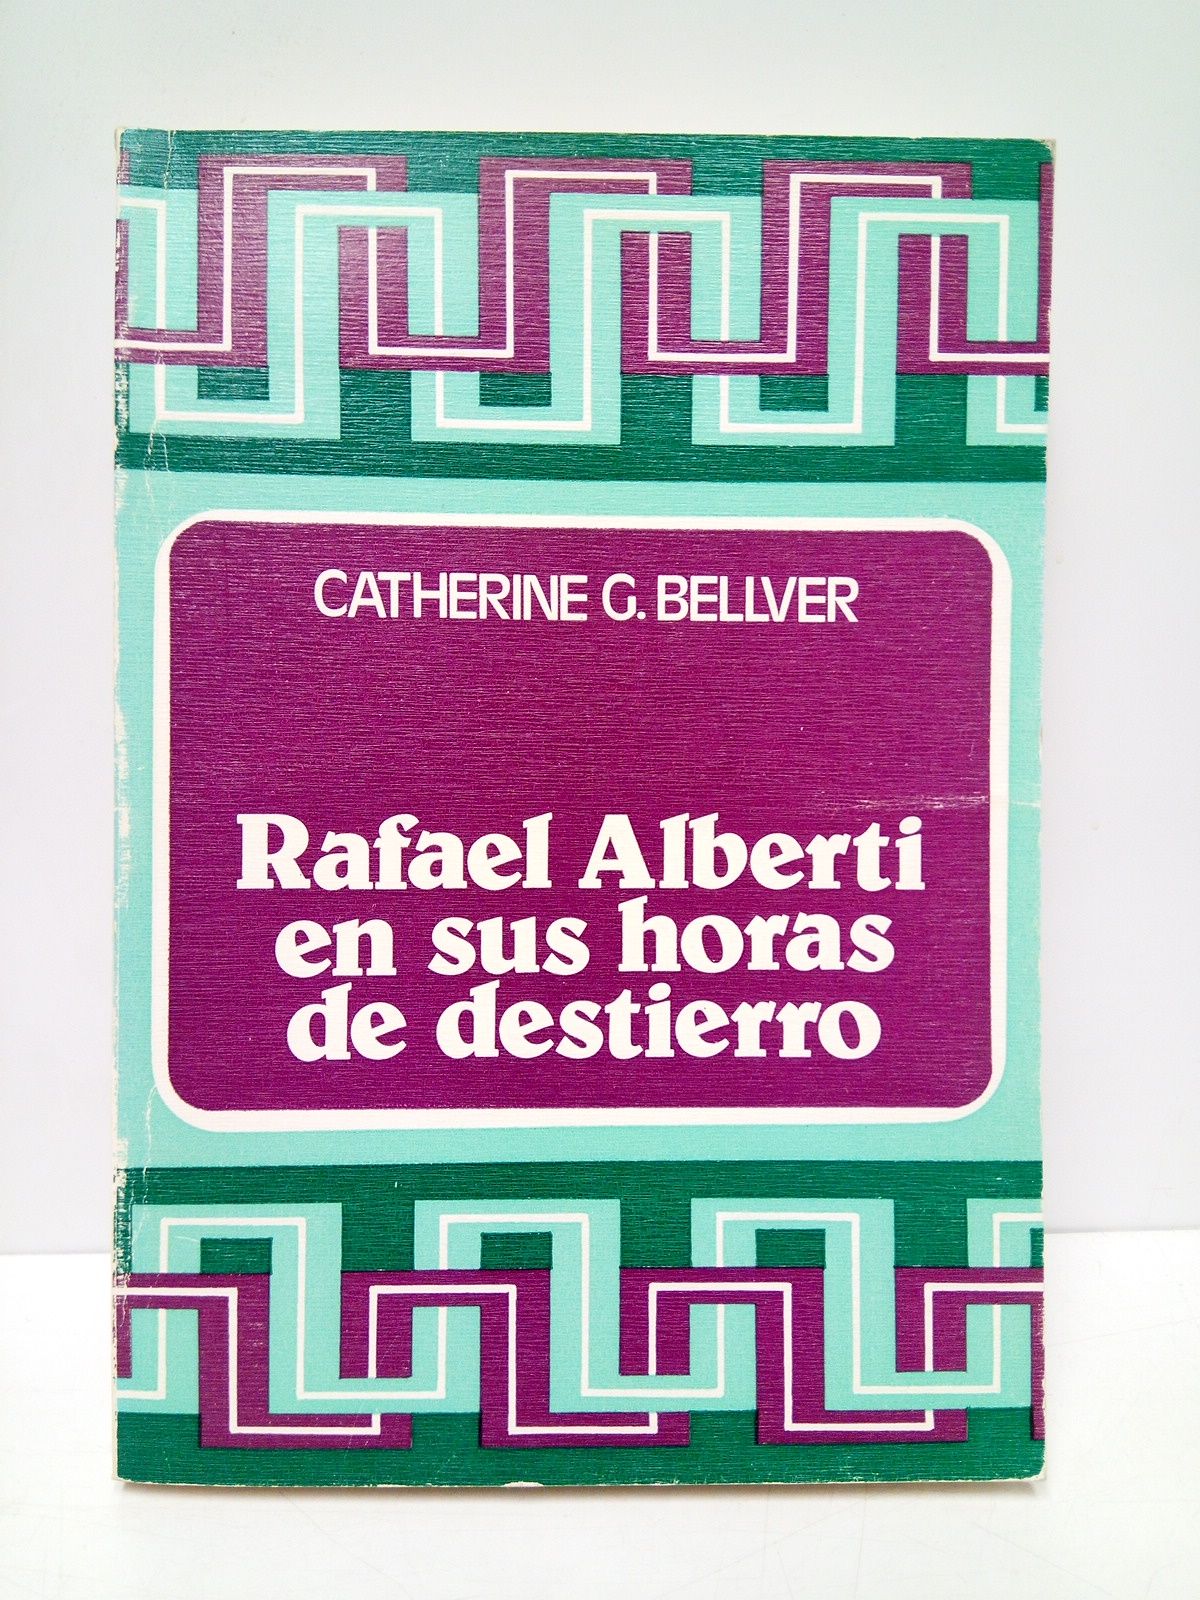 CATHERINE G. BELLVER
Rafael Alberti
en sus horas
de destierro